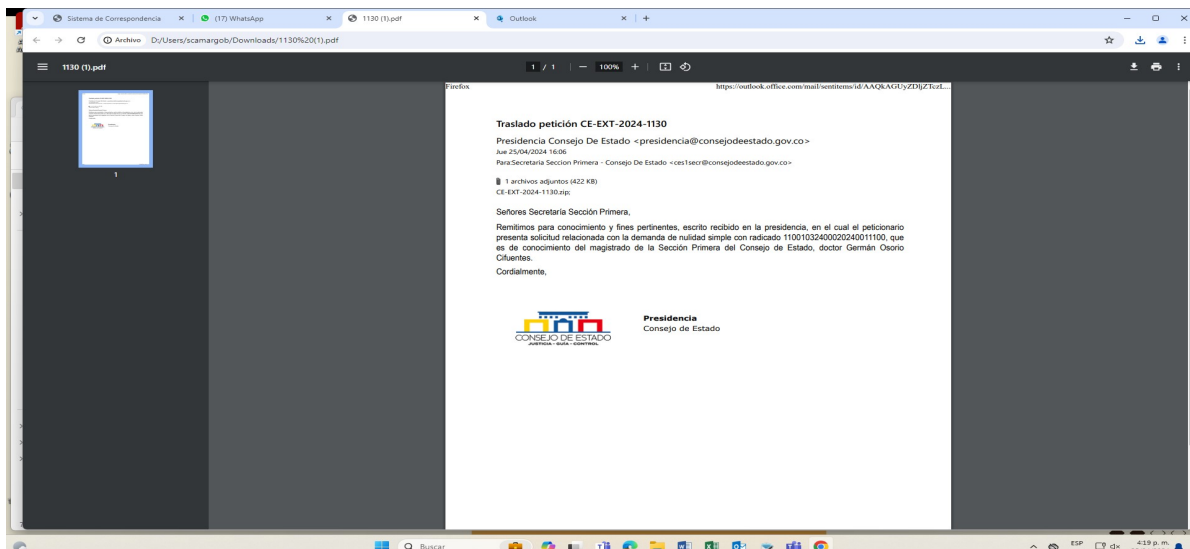 Sistema de Correspondencia
(17) WhatsApp
1130 (1).pdf
Outlook
Archivo D:/Users/scamargob/Downloads/1130%20(1).pdf
1130 (1).pdf
1 / 1
100%
1
Firefox
https://outlook.office.com/mail/sentitems/id/AAQkAGUyZDljZTczL...
Traslado petición CE-EXT-2024-1130
Presidencia Consejo De Estado <presidencia@consejodeestado.gov.co>
Jue 25/04/2024 16:06
Para:Secretaria Seccion Primera - Consejo De Estado <ces1secr@consejodeestado.gov.co>
1 archivos adjuntos (422 KB)
CE-EXT-2024-1130.zip;
Señores Secretaría Sección Primera,
Remitimos para conocimiento y fines pertinentes, escrito recibido en la presidencia, en el cual el peticionario
presenta solicitud relacionada con la demanda de nulidad simple con radicado 11001032400020240011100, que
es de conocimiento del magistrado de la Sección Primera del Consejo de Estado, doctor Germán Osorio
Cifuentes.
Cordialmente,
CONSEJO DE ESTADO
JUSTICIA - GUÍA - CONTROL
Presidencia
Consejo de Estado
Buscar
ESP
4:19 p. m.